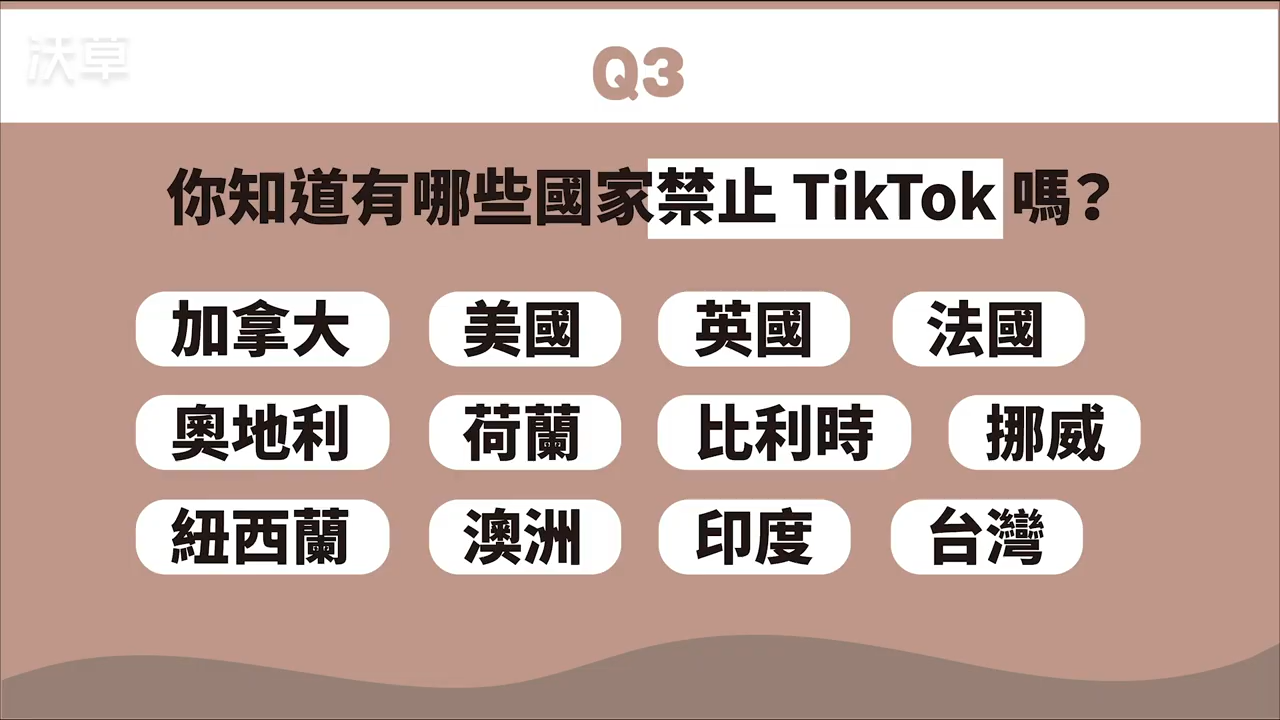 沃草
Q3
你知道有哪些國家禁止 TikTok 嗎？
加拿大 美國 英國 法國
奧地利 荷蘭 比利時 挪威
紐西蘭 澳洲 印度 台灣